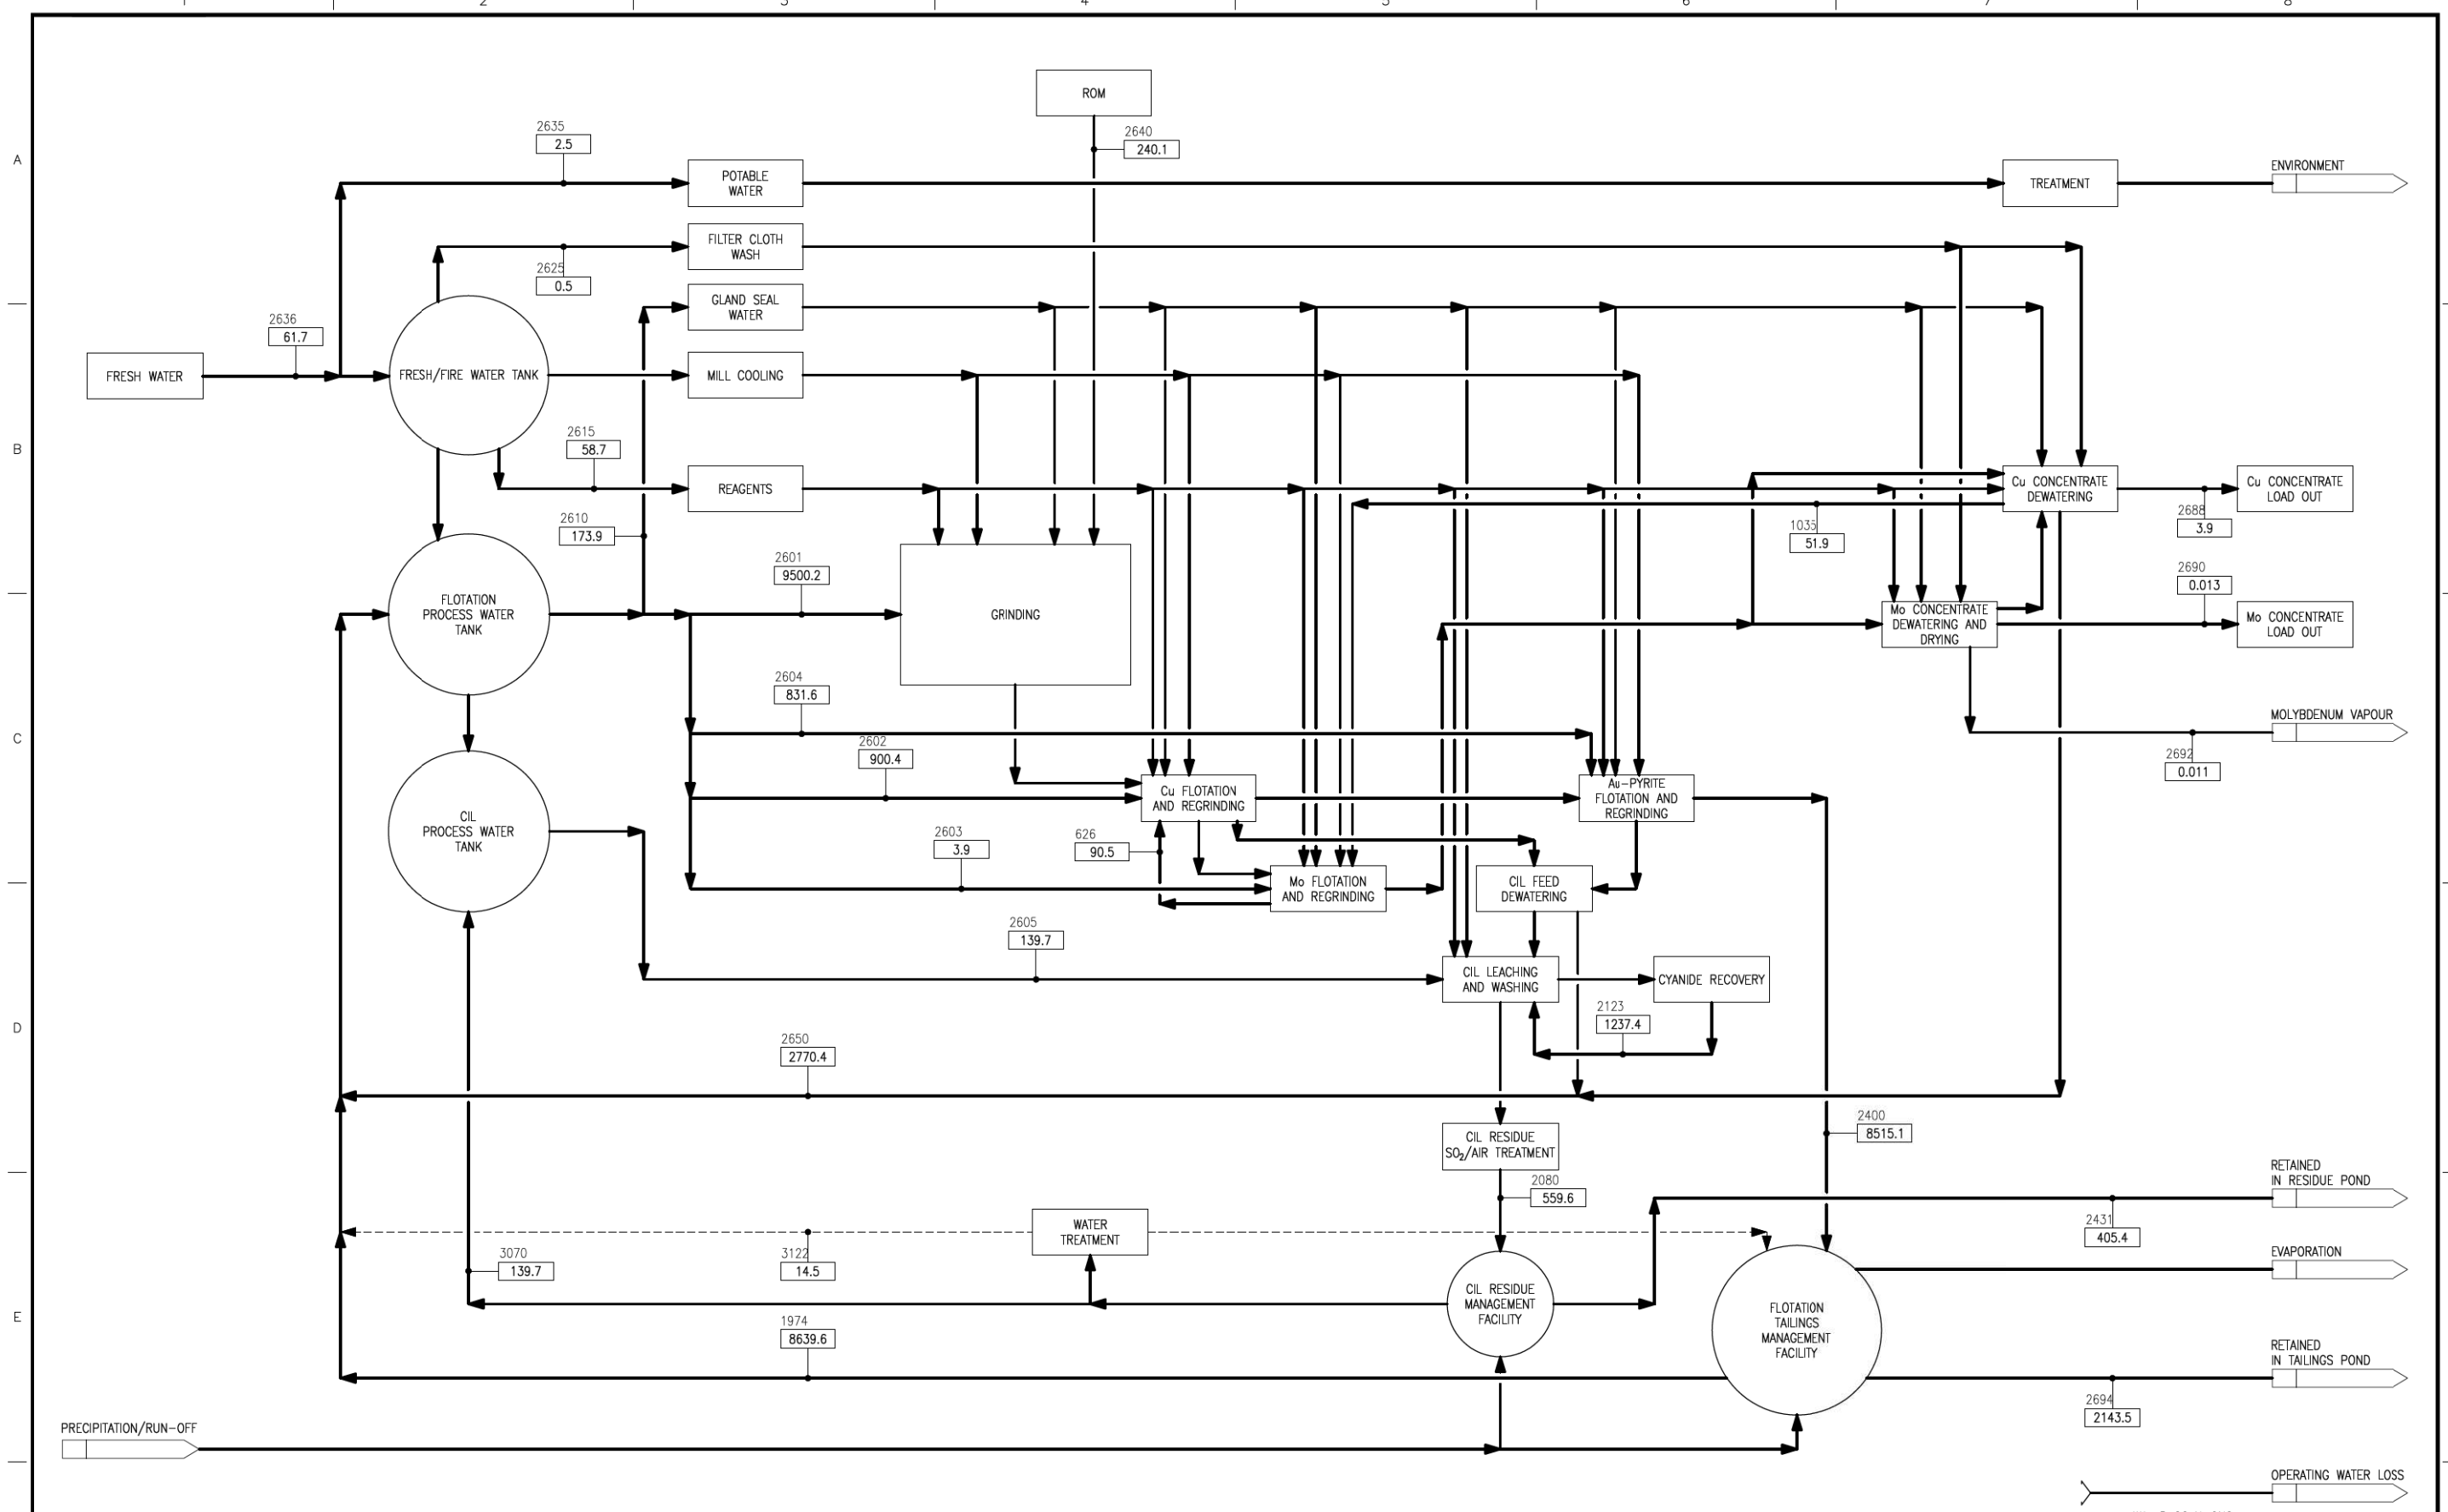 1 2 3 4 5 6 7 8
A
B
C
D
E
ROM
2640
240.1
2635
2.5
POTABLE
WATER
TREATMENT
ENVIRONMENT
FILTER CLOTH
WASH
2625
0.5
GLAND SEAL
WATER
2636
61.7
FRESH WATER
FRESH/FIRE WATER TANK
MILL COOLING
2615
58.7
REAGENTS
Cu CONCENTRATE
DEWATERING
Cu CONCENTRATE
LOAD OUT
2688
3.9
1035
51.9
2610
173.9
2601
9500.2
2690
0.013
FLOTATION
PROCESS WATER
TANK
GRINDING
Mo CONCENTRATE
DEWATERING AND
DRYING
Mo CONCENTRATE
LOAD OUT
2604
831.6
MOLYBDENUM VAPOUR
2692
0.011
2602
900.4
Cu FLOTATION
AND REGRINDING
Au-PYRITE
FLOTATION AND
REGRINDING
CIL
PROCESS WATER
TANK
2603
3.9
626
90.5
Mo FLOTATION
AND REGRINDING
CIL FEED
DEWATERING
2605
139.7
CIL LEACHING
AND WASHING
CYANIDE RECOVERY
2123
1237.4
2650
2770.4
2400
8515.1
CIL RESIDUE
SO2/AIR TREATMENT
2080
559.6
RETAINED
IN RESIDUE POND
2431
405.4
WATER
TREATMENT
3070
139.7
3122
14.5
EVAPORATION
CIL RESIDUE
MANAGEMENT
FACILITY
FLOTATION
TAILINGS
MANAGEMENT
FACILITY
1974
8639.6
RETAINED
IN TAILINGS POND
2694
2143.5
PRECIPITATION/RUN-OFF
OPERATING WATER LOSS